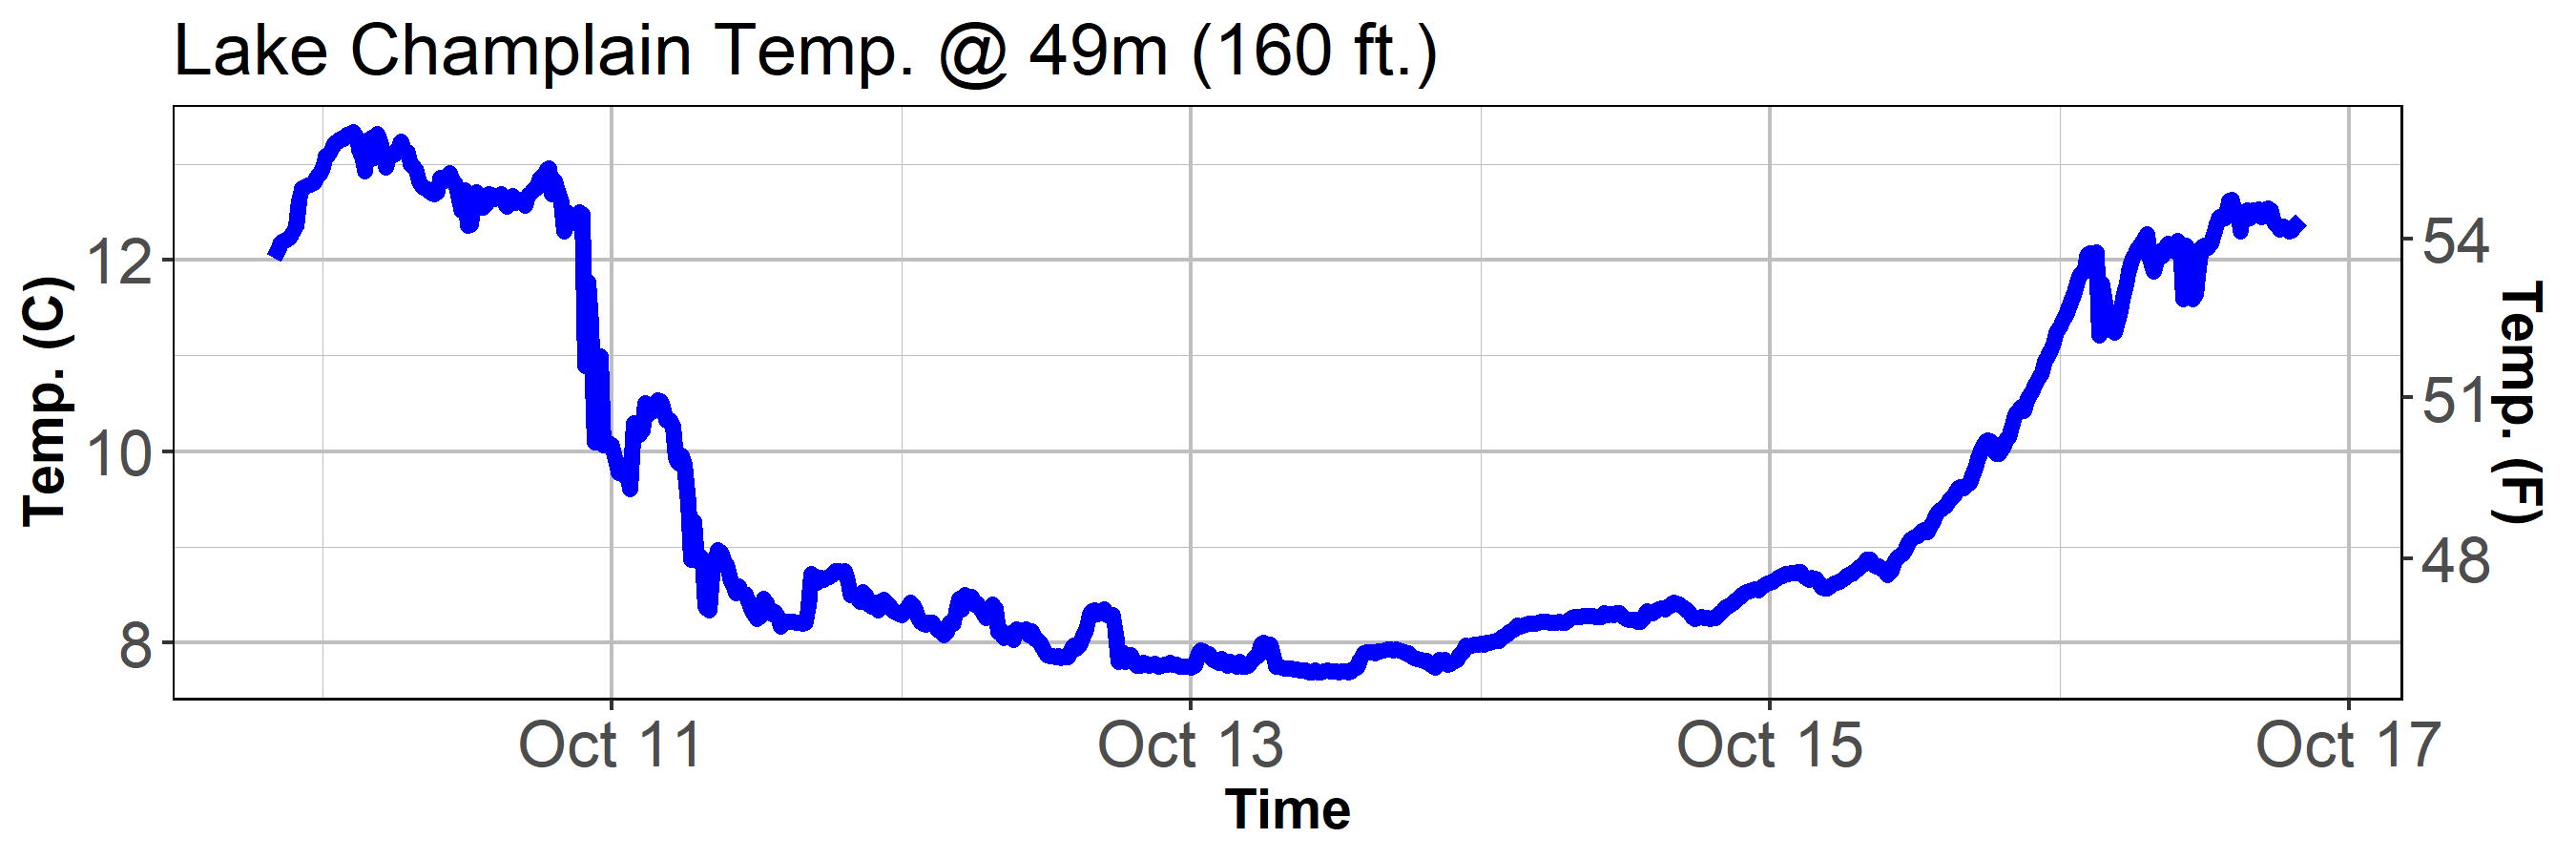 Lake Champlain Temp. @ 49m (160 ft.)
Temp. (C)
12
10
8
54
51
48
Temp. (F)
Oct 11
Oct 13
Oct 15
Oct 17
Time